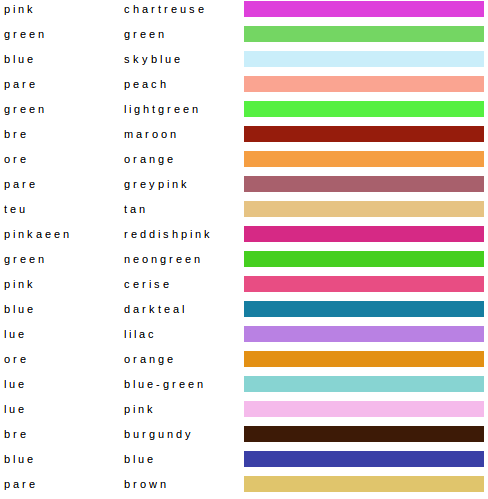 pink chartreuse
green green
blue skyblue
pare peach
green lightgreen
bre maroon
ore orange
pare greypink
teu tan
pinkaeen reddishpink
green neongreen
pink cerise
blue darkteal
lue lilac
ore orange
lue blue-green
lue pink
bre burgundy
blue blue
pare brown